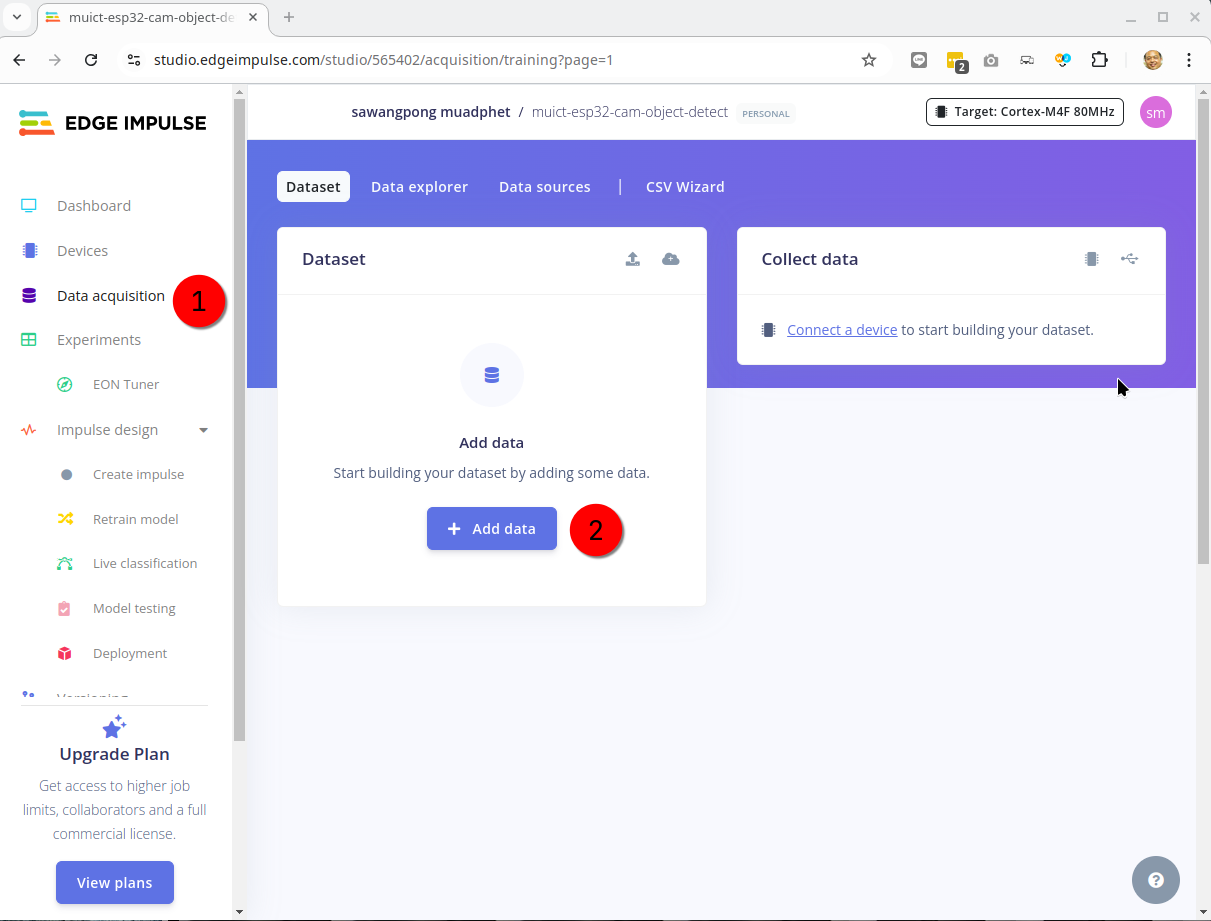 muict-esp32-cam-object-de
studio.edgeimpulse.com/studio/565402/acquisition/training?page=1
2
EDGE IMPULSE
sawangpong muadphet / muict-esp32-cam-object-detect PERSONAL
Target: Cortex-M4F 80MHz
sm
Dashboard
Devices
Data acquisition
1
Experiments
EON Tuner
Impulse design
Create impulse
Retrain model
Live classification
Model testing
Deployment
Versioning
Upgrade Plan
Get access to higher job
limits, collaborators and a full
commercial license.
View plans
Dataset Data explorer Data sources | CSV Wizard
Dataset
Add data
Start building your dataset by adding some data.
+ Add data
2
Collect data
Connect a device to start building your dataset.
?